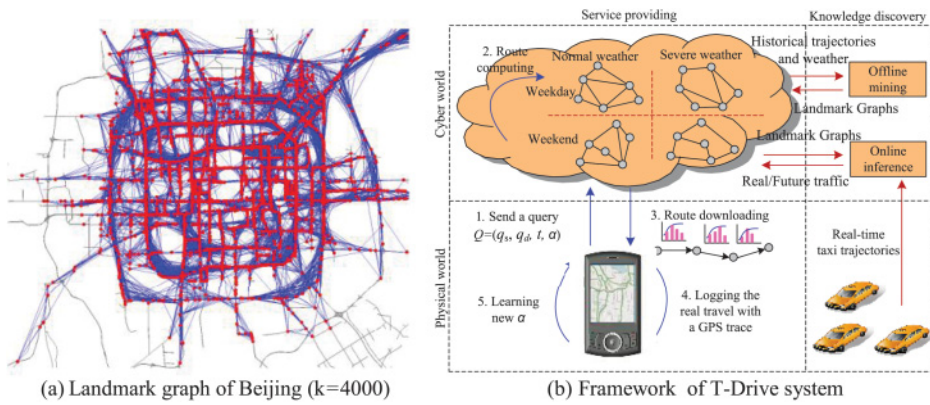 Service providing
Knowledge discovery
Cyber world
Physical world
2. Route
computing
Normal weather
Severe weather
Weekday
Weekend
Historical trajectories
and weather
Offline
mining
Landmark Graphs
Landmark Graphs
Online
inference
Real/Future traffic
1. Send a query
Q=(qs, qd, t, α)
3. Route downloading
Real-time
taxi trajectories
5. Learning
new α
4. Logging the
real travel with
a GPS trace
(a) Landmark graph of Beijing (k=4000)
(b) Framework of T-Drive system